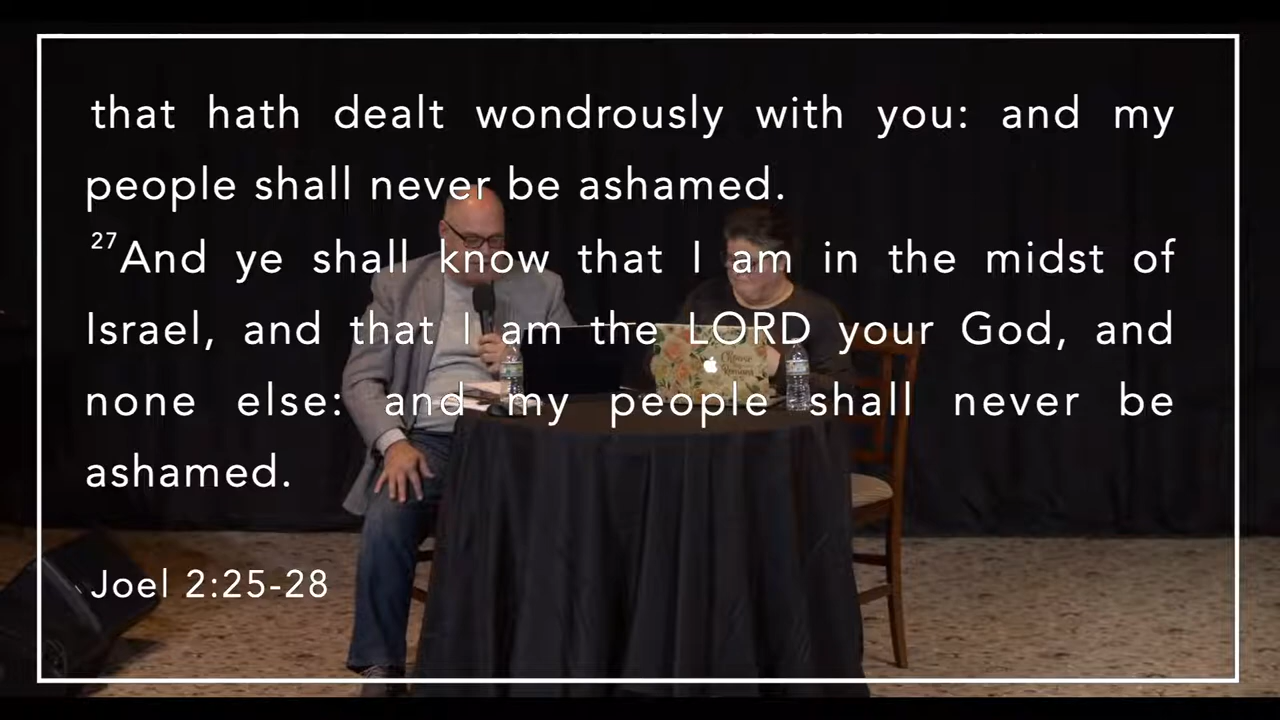 that hath dealt wondrously with you: and my
people shall never be ashamed.
27And ye shall know that I am in the midst of
Israel, and that I am the LORD your God, and
none else: and my people shall never be
ashamed.
Joel 2:25-28
Choose